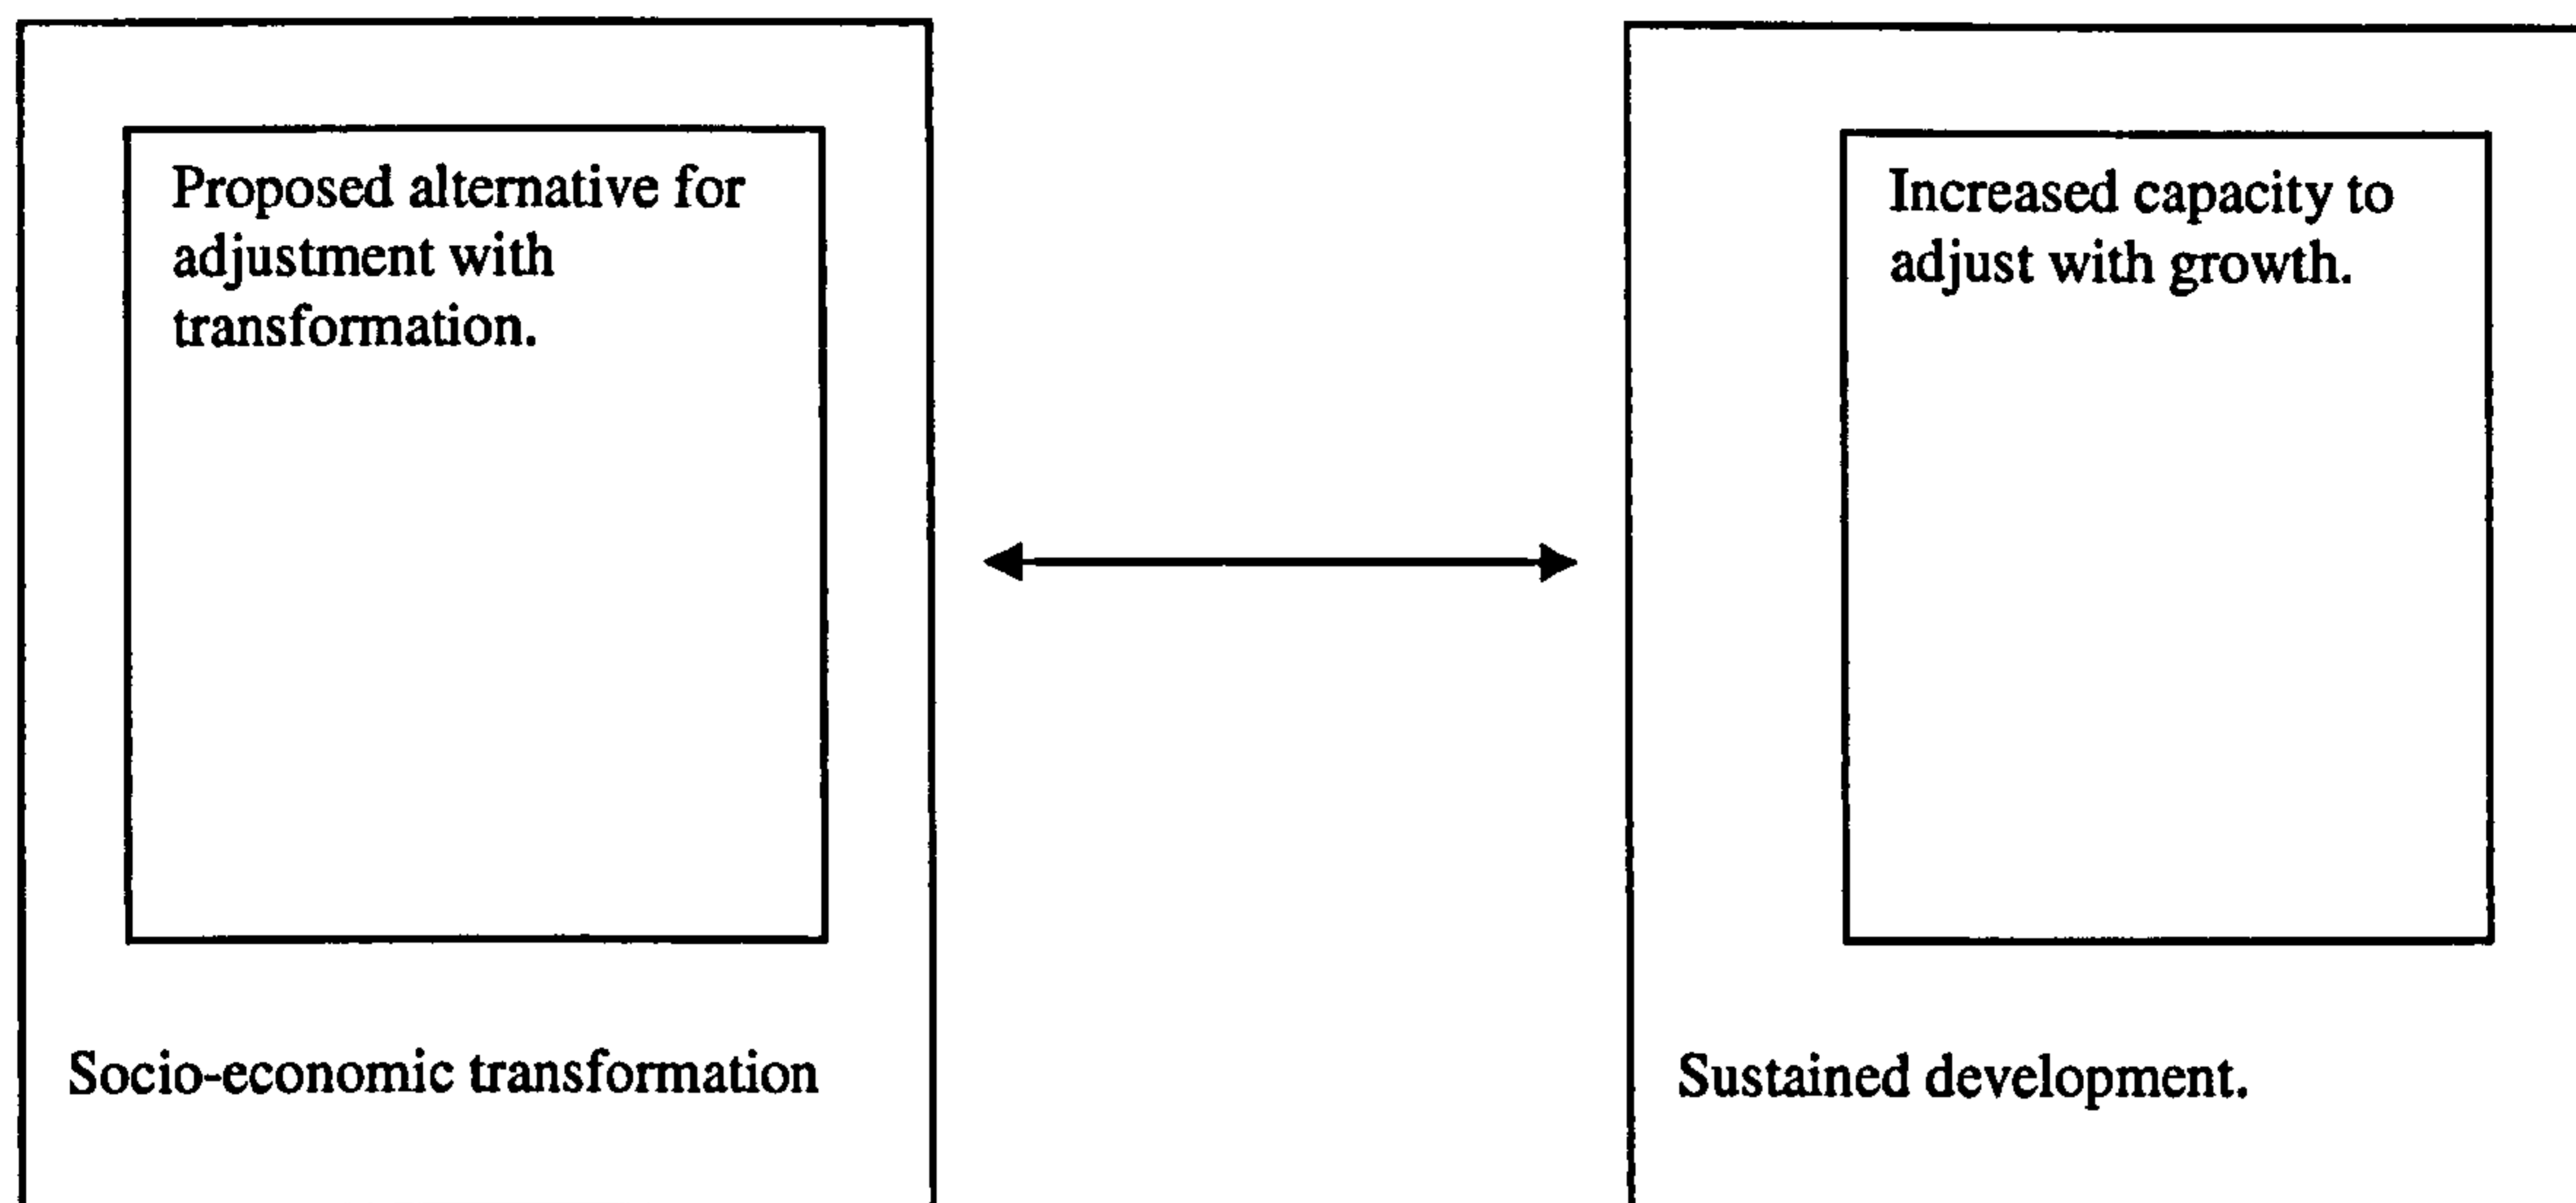 Proposed alternative for
adjustment with
transformation.
Socio-economic transformation
Increased capacity to
adjust with growth.
Sustained development.